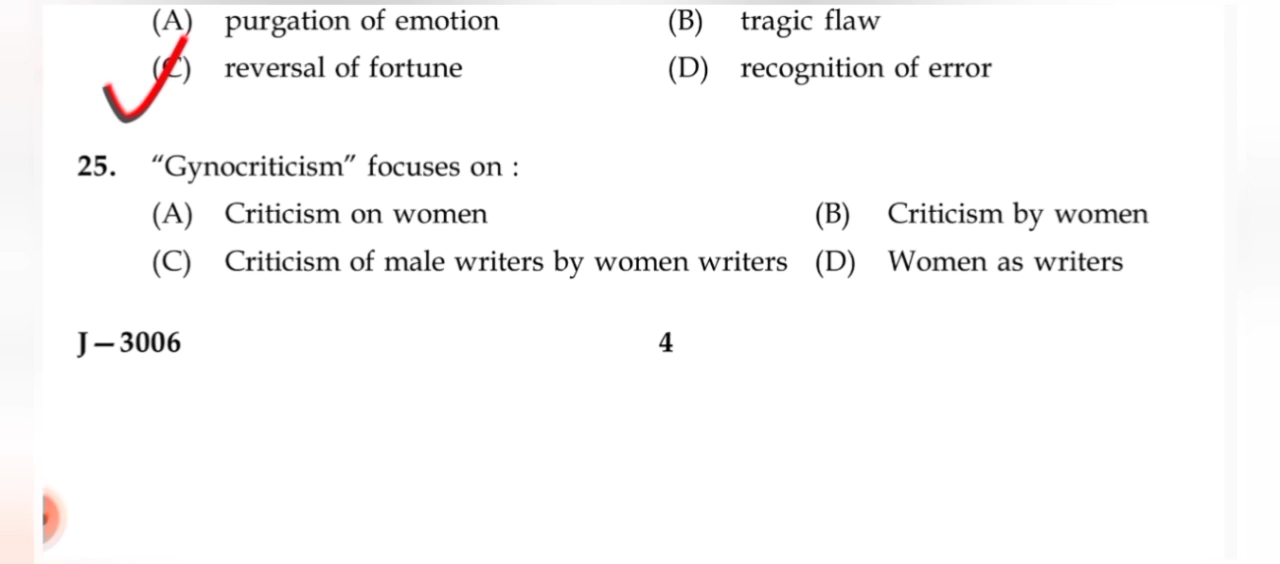 (A) purgation of emotion (B) tragic flaw
(C) reversal of fortune (D) recognition of error
25. “Gynocriticism” focuses on :
(A) Criticism on women (B) Criticism by women
(C) Criticism of male writers by women writers (D) Women as writers
J – 3006 4